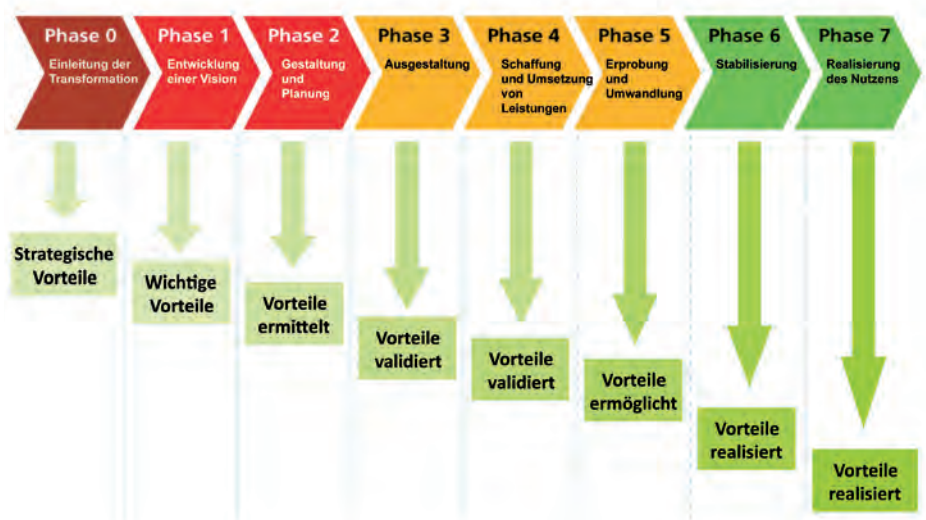 Phase 0
Einleitung der
Transformation
Phase 1
Entwicklung
einer Vision
Phase 2
Gestaltung
und
Planung
Phase 3
Ausgestaltung
Phase 4
Schaffung
und Umsetzung
von
Leistungen
Phase 5
Erprobung
und
Umwandlung
Phase 6
Stabilisierung
Phase 7
Realisierung
des Nutzens
Strategische
Vorteile
Wichtige
Vorteile
Vorteile
ermittelt
Vorteile
validiert
Vorteile
validiert
Vorteile
ermöglicht
Vorteile
realisiert
Vorteile
realisiert